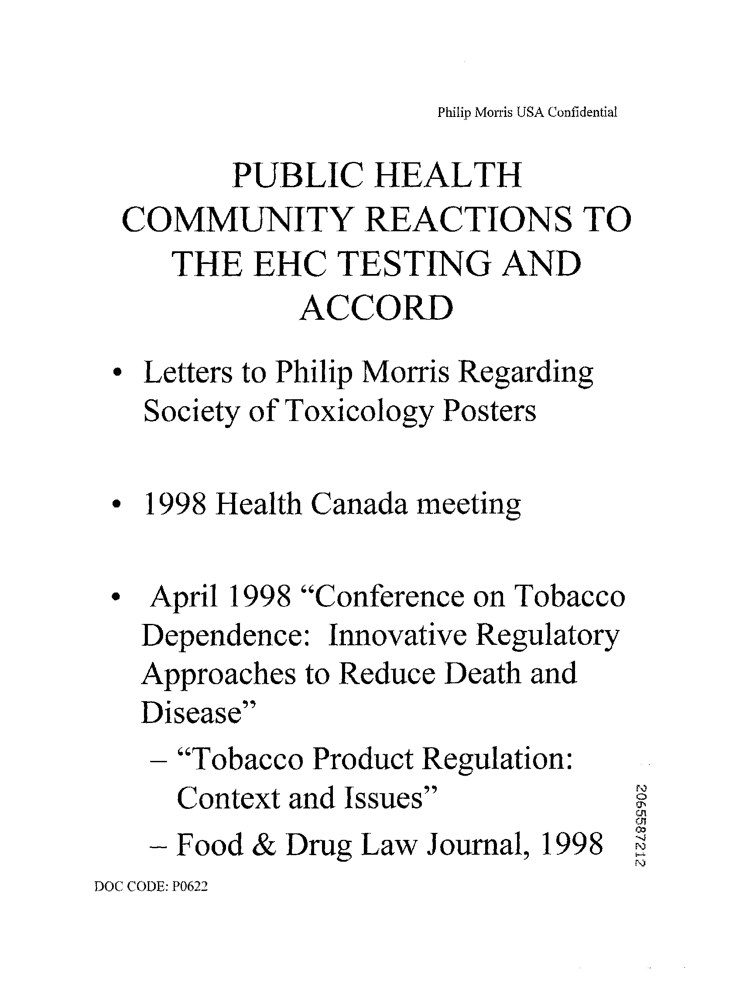 Philip Morris USA Confidential
PUBLIC HEALTH
COMMUNITY REACTIONS TO
THE EHC TESTING AND
ACCORD
• Letters to Philip Morris Regarding
Society of Toxicology Posters
• 1998 Health Canada meeting
• April 1998 “Conference on Tobacco
Dependence: Innovative Regulatory
Approaches to Reduce Death and
Disease”
– “Tobacco Product Regulation:
Context and Issues”
– Food & Drug Law Journal, 1998
2065587212
DOC CODE: P0622